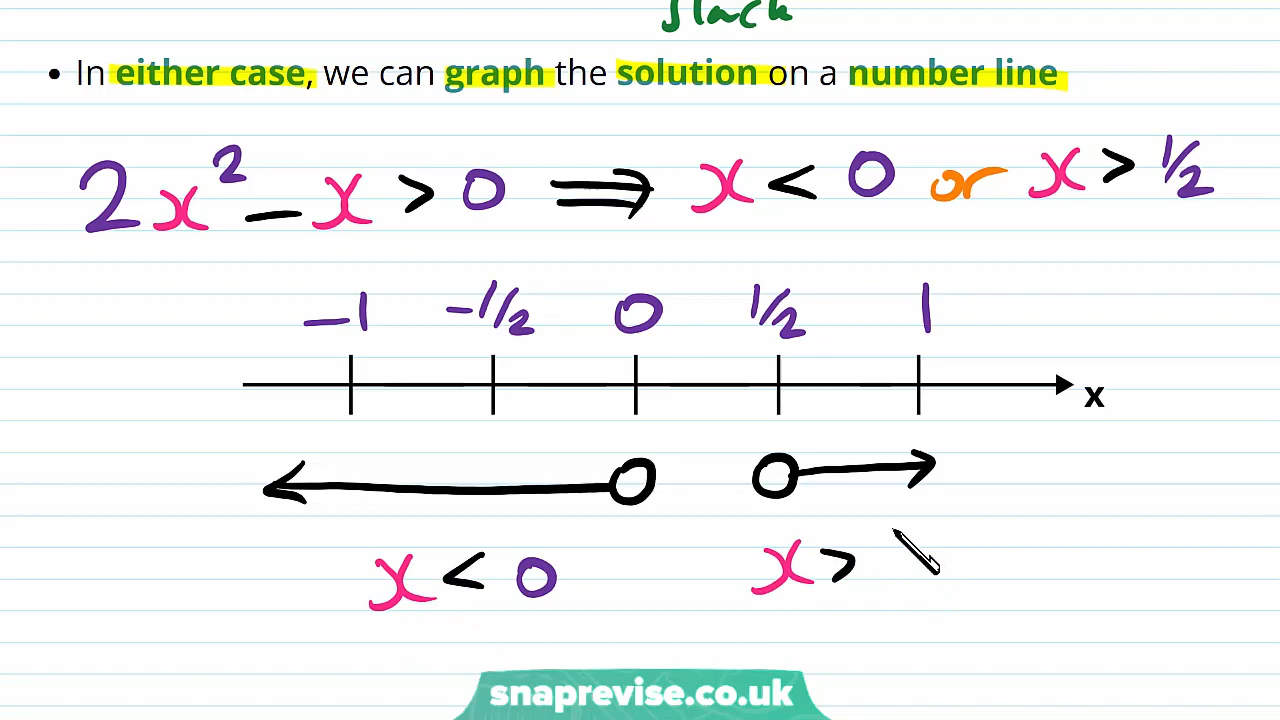 • In either case, we can graph the solution on a number line
2x² - x > 0 ⟹ x < 0 or x > 1/2
-1 -1/2 0 1/2 1
x
x < 0 x >
snaprevise.co.uk